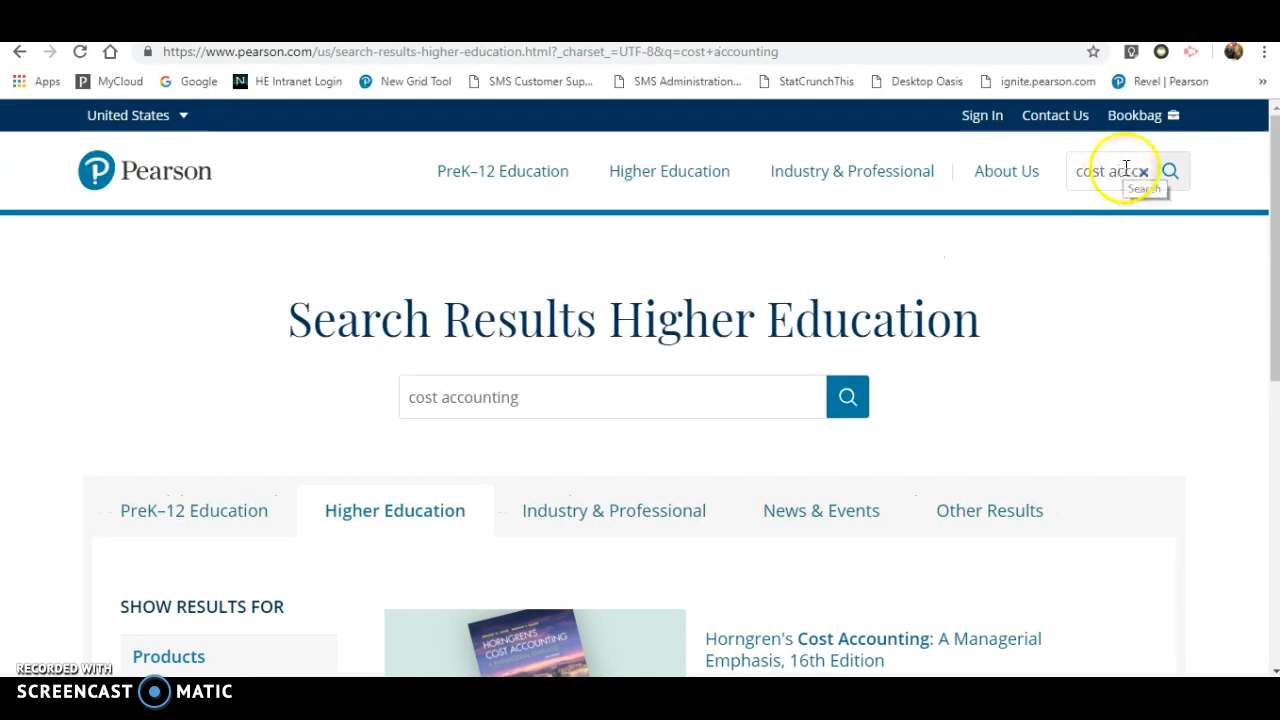 https://www.pearson.com/us/search-results-higher-education.html?_charset_=UTF-8&q=cost+accounting
Apps MyCloud Google HE Intranet Login New Grid Tool SMS Customer Sup... SMS Administration... StatCrunchThis Desktop Oasis ignite.pearson.com Revel | Pearson »
United States Sign In Contact Us Bookbag
Pearson PreK–12 Education Higher Education Industry & Professional About Us cost acc
Search
Search Results Higher Education
cost accounting
PreK–12 Education Higher Education Industry & Professional News & Events Other Results
SHOW RESULTS FOR
Products
HORNGREN'S
COST ACCOUNTING
Horngren's Cost Accounting: A Managerial
Emphasis, 16th Edition
RECORDED WITH
SCREENCAST MATIC